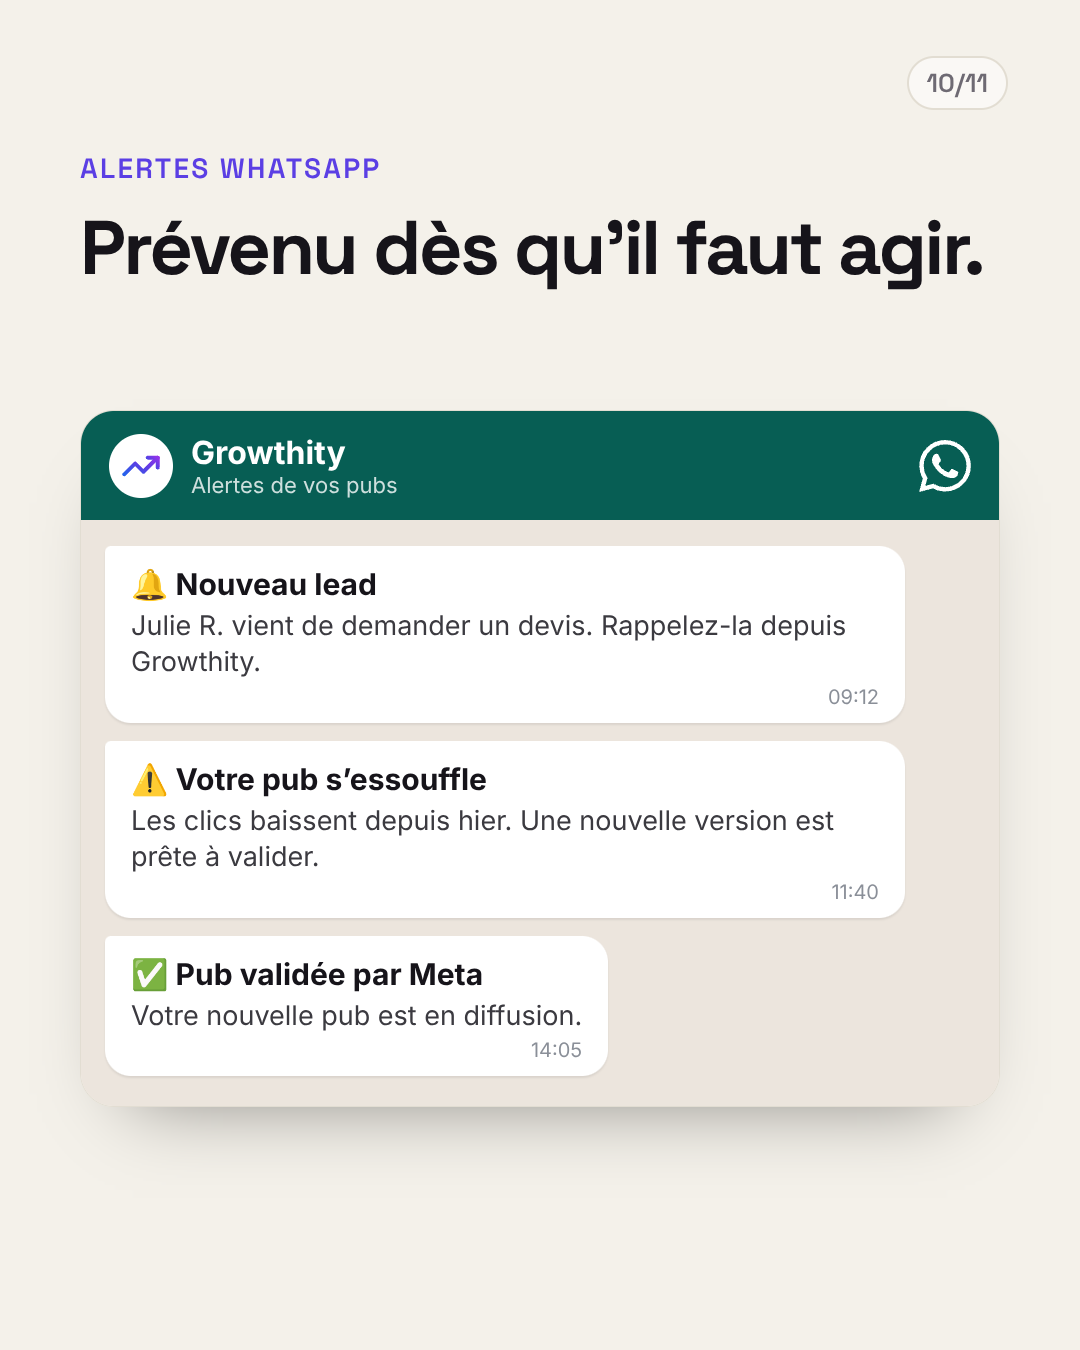 10/11
ALERTES WHATSAPP
Prévenu dès qu’il faut agir.
Growthity
Alertes de vos pubs
🔔 Nouveau lead
Julie R. vient de demander un devis. Rappelez-la depuis
Growthity.
09:12
⚠️ Votre pub s’essouffle
Les clics baissent depuis hier. Une nouvelle version est
prête à valider.
11:40
✅ Pub validée par Meta
Votre nouvelle pub est en diffusion.
14:05